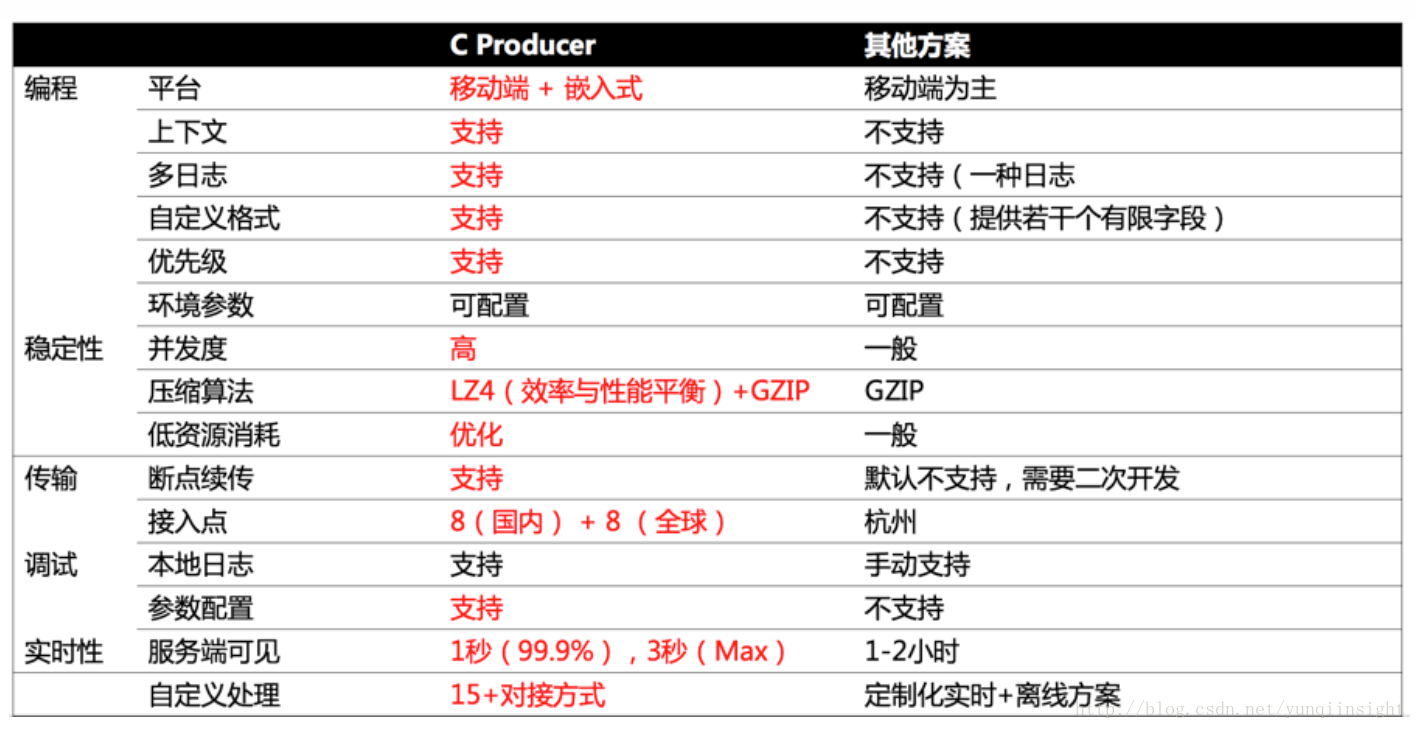 C Producer 其他方案
编程 平台 移动端 + 嵌入式 移动端为主
上下文 支持 不支持
多日志 支持 不支持（一种日志
自定义格式 支持 不支持（提供若干个有限字段）
优先级 支持 不支持
环境参数 可配置 可配置
稳定性 并发度 高 一般
压缩算法 LZ4（效率与性能平衡）+GZIP GZIP
低资源消耗 优化 一般
传输 断点续传 支持 默认不支持，需要二次开发
接入点 8（国内） + 8 （全球） 杭州
调试 本地日志 支持 手动支持
参数配置 支持 不支持
实时性 服务端可见 1秒（99.9%），3秒（Max） 1-2小时
自定义处理 15+对接方式 定制化实时+离线方案
http://blog.csdn.net/yunqiinsight